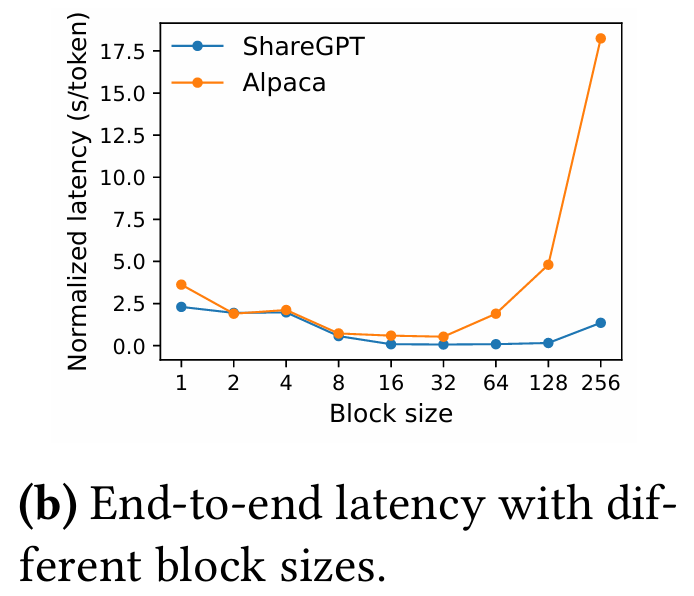 Normalized latency (s/token)
17.5
15.0
12.5
10.0
7.5
5.0
2.5
0.0
ShareGPT
Alpaca
1 2 4 8 16 32 64 128 256
Block size
(b) End-to-end latency with dif-
ferent block sizes.